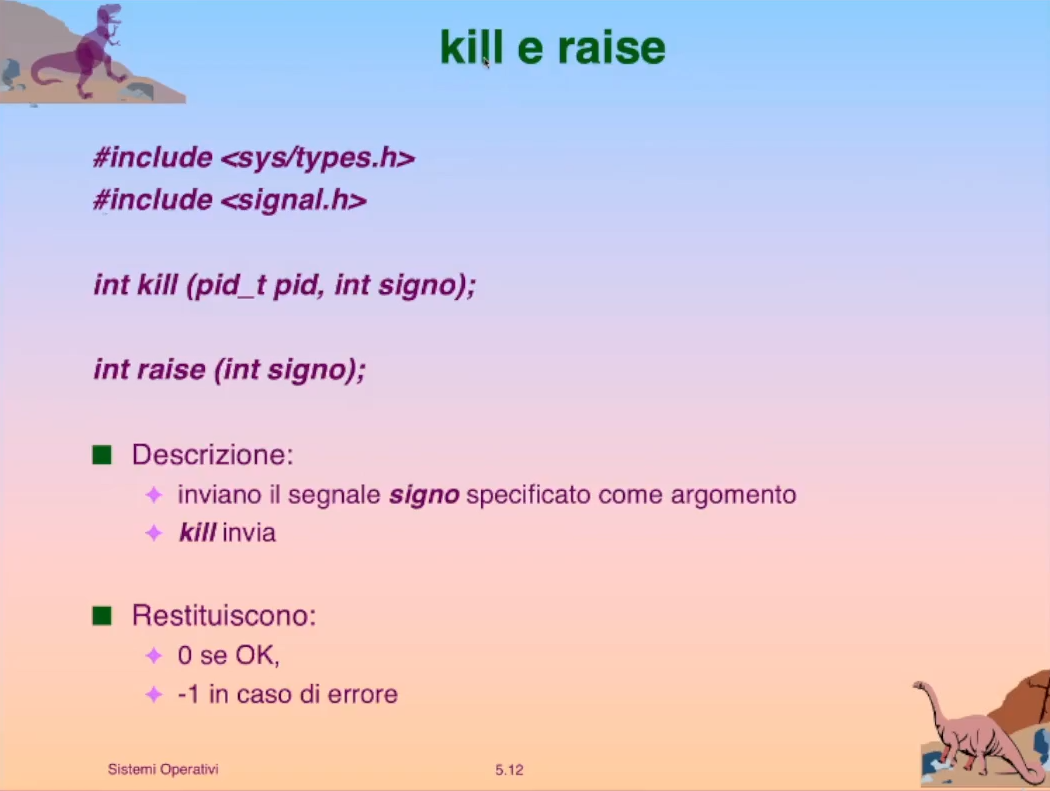 kill e raise
#include <sys/types.h>
#include <signal.h>
int kill (pid_t pid, int signo);
int raise (int signo);
Descrizione:
inviano il segnale signo specificato come argomento
kill invia
Restituiscono:
0 se OK,
-1 in caso di errore
Sistemi Operativi
5.12